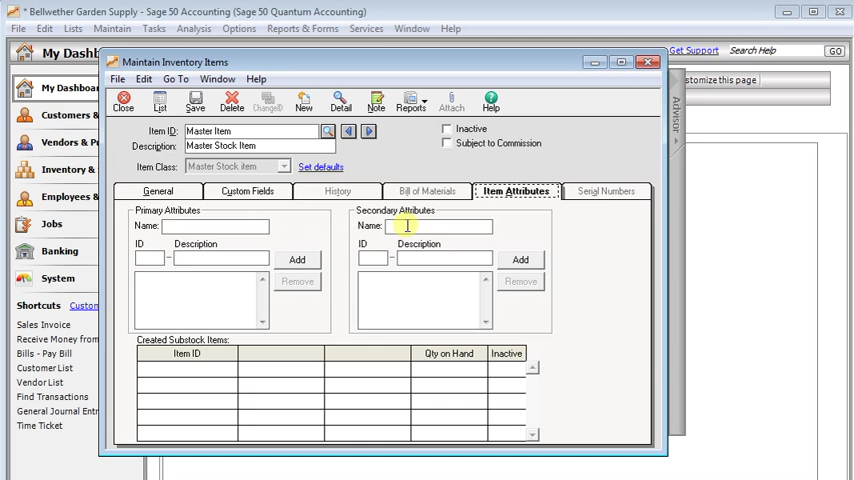 * Bellwether Garden Supply - Sage 50 Accounting (Sage 50 Quantum Accounting)
File Edit Lists Maintain Tasks Analysis Options Reports & Forms Services Window Help
My Dashb
Get Support Search Help GO
Maintain Inventory Items
File Edit Go To Window Help
Close List Save Delete ChangeID New Detail Note Reports Attach Help
My Dashboa
Customers &
Vendors & P
Inventory &
Employees &
Jobs
Banking
System
Shortcuts Custom
Sales Invoice
Receive Money from
Bills - Pay Bill
Customer List
Vendor List
Find Transactions
General Journal Entr
Time Ticket
ustomize this page
Advisor
Item ID: Master Item
Description: Master Stock Item
Item Class: Master Stock item Set defaults
Inactive
Subject to Commission
General Custom Fields History Bill of Materials Item Attributes Serial Numbers
Primary Attributes
Name:
ID Description
Add
Remove
Secondary Attributes
Name:
ID Description
Add
Remove
Created Substock Items:
Item ID Qty on Hand Inactive